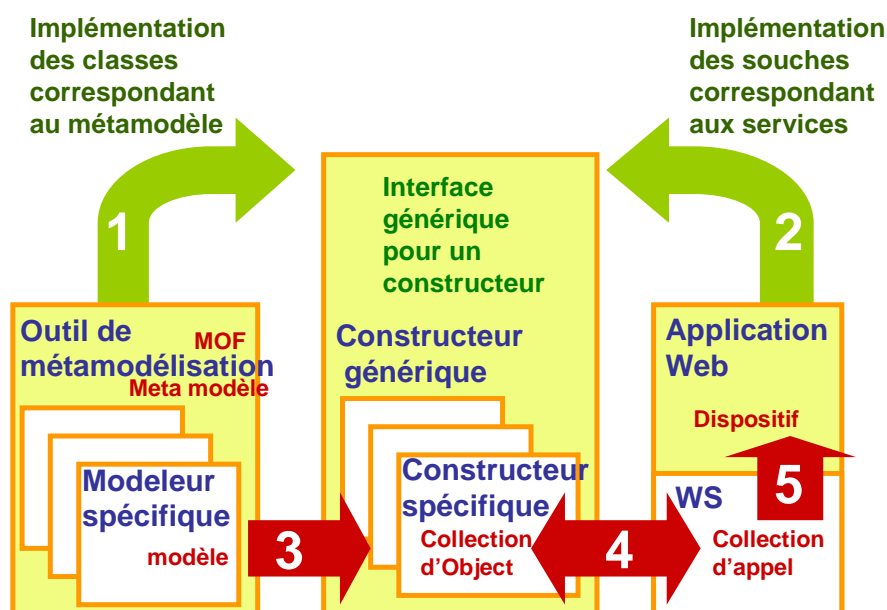 Implémentation
des classes
correspondant
au métamodèle
Implémentation
des souches
correspondant
aux services
1
Interface
générique
pour un
constructeur
2
Outil de
MOF
métamodélisation
Meta modèle
Constructeur
générique
Application
Web
Dispositif
Modeleur
spécifique
modèle
3
Constructeur
spécifique
Collection
d'Object
4
WS
5
Collection
d'appel